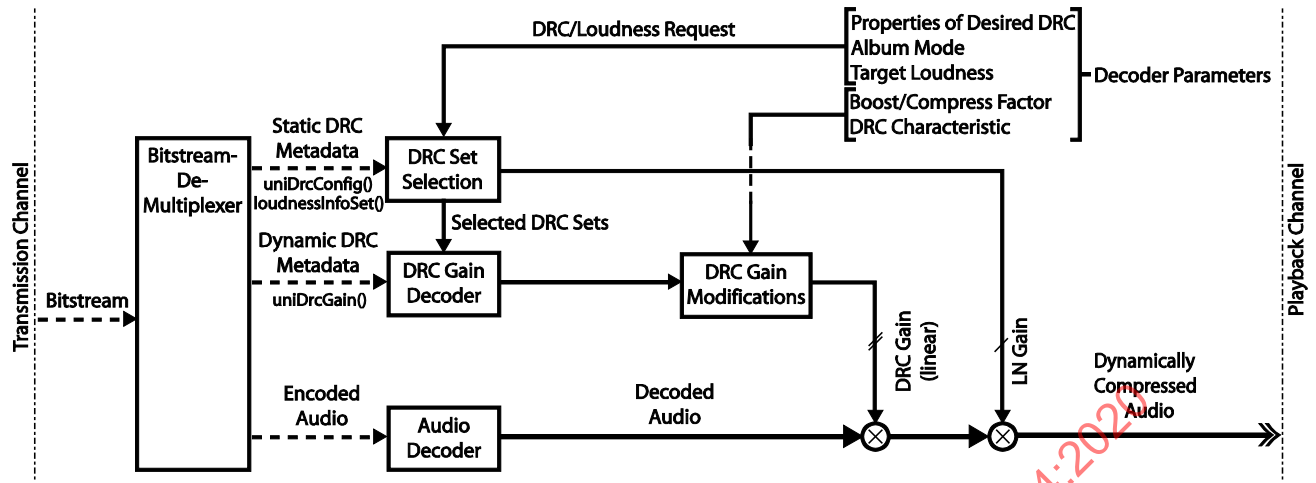 DRC/Loudness Request
Properties of Desired DRC
Album Mode
Target Loudness
Boost/Compress Factor
DRC Characteristic
Decoder Parameters
Transmission Channel
Bitstream
Bitstream-
De-
Multiplexer
Static DRC
Metadata
uniDrcConfig()
loudnessInfoSet()
DRC Set
Selection
Selected DRC Sets
Dynamic DRC
Metadata
uniDrcGain()
DRC Gain
Decoder
DRC Gain
Modifications
DRC Gain
(linear)
LN Gain
Encoded
Audio
Audio
Decoder
Decoded
Audio
Dynamically
Compressed
Audio
Playback Channel
4:2020